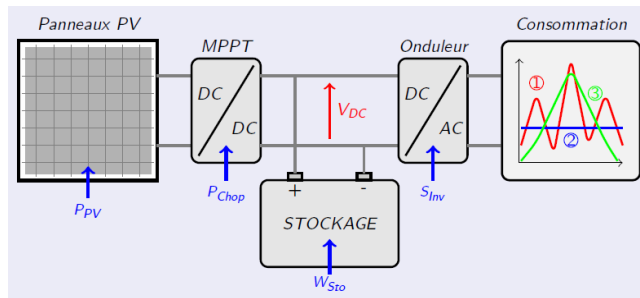 Panneaux PV
MPPT
Onduleur
Consommation
DC
DC
V_DC
DC
AC
①
③
②
P_PV
P_Chop
+
-
S_Inv
STOCKAGE
W_Sto